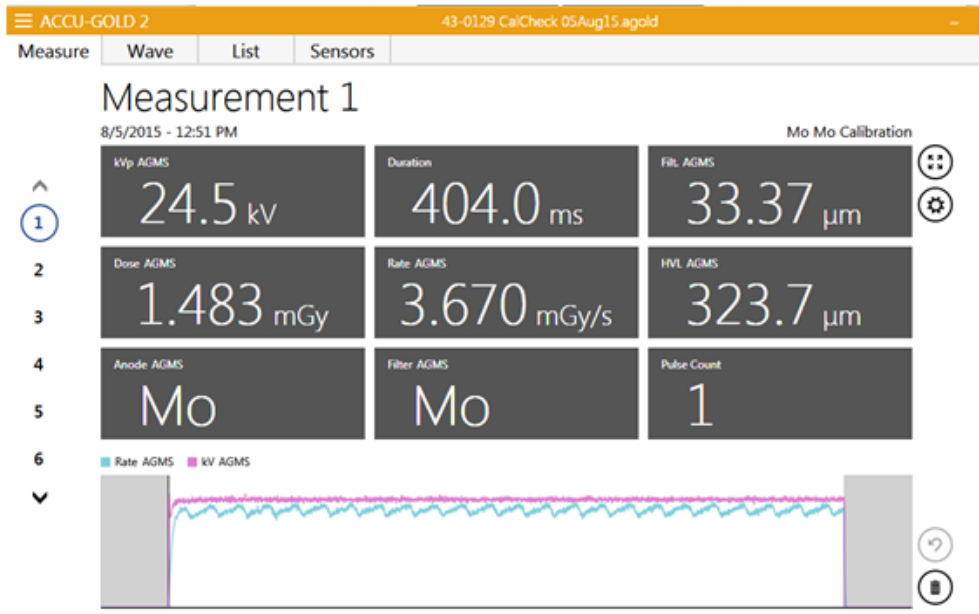 ACCU-GOLD 2 43-0129 CalCheck 05Aug15.agold
Measure Wave List Sensors
Measurement 1
8/5/2015 - 12:51 PM Mo Mo Calibration
kVp AGMS Duration Filt. AGMS
24.5 kV 404.0 ms 33.37 µm
Dose AGMS Rate AGMS HVL AGMS
1.483 mGy 3.670 mGy/s 323.7 µm
Anode AGMS Filter AGMS Pulse Count
Mo Mo 1
1
2
3
4
5
6
Rate AGMS kV AGMS